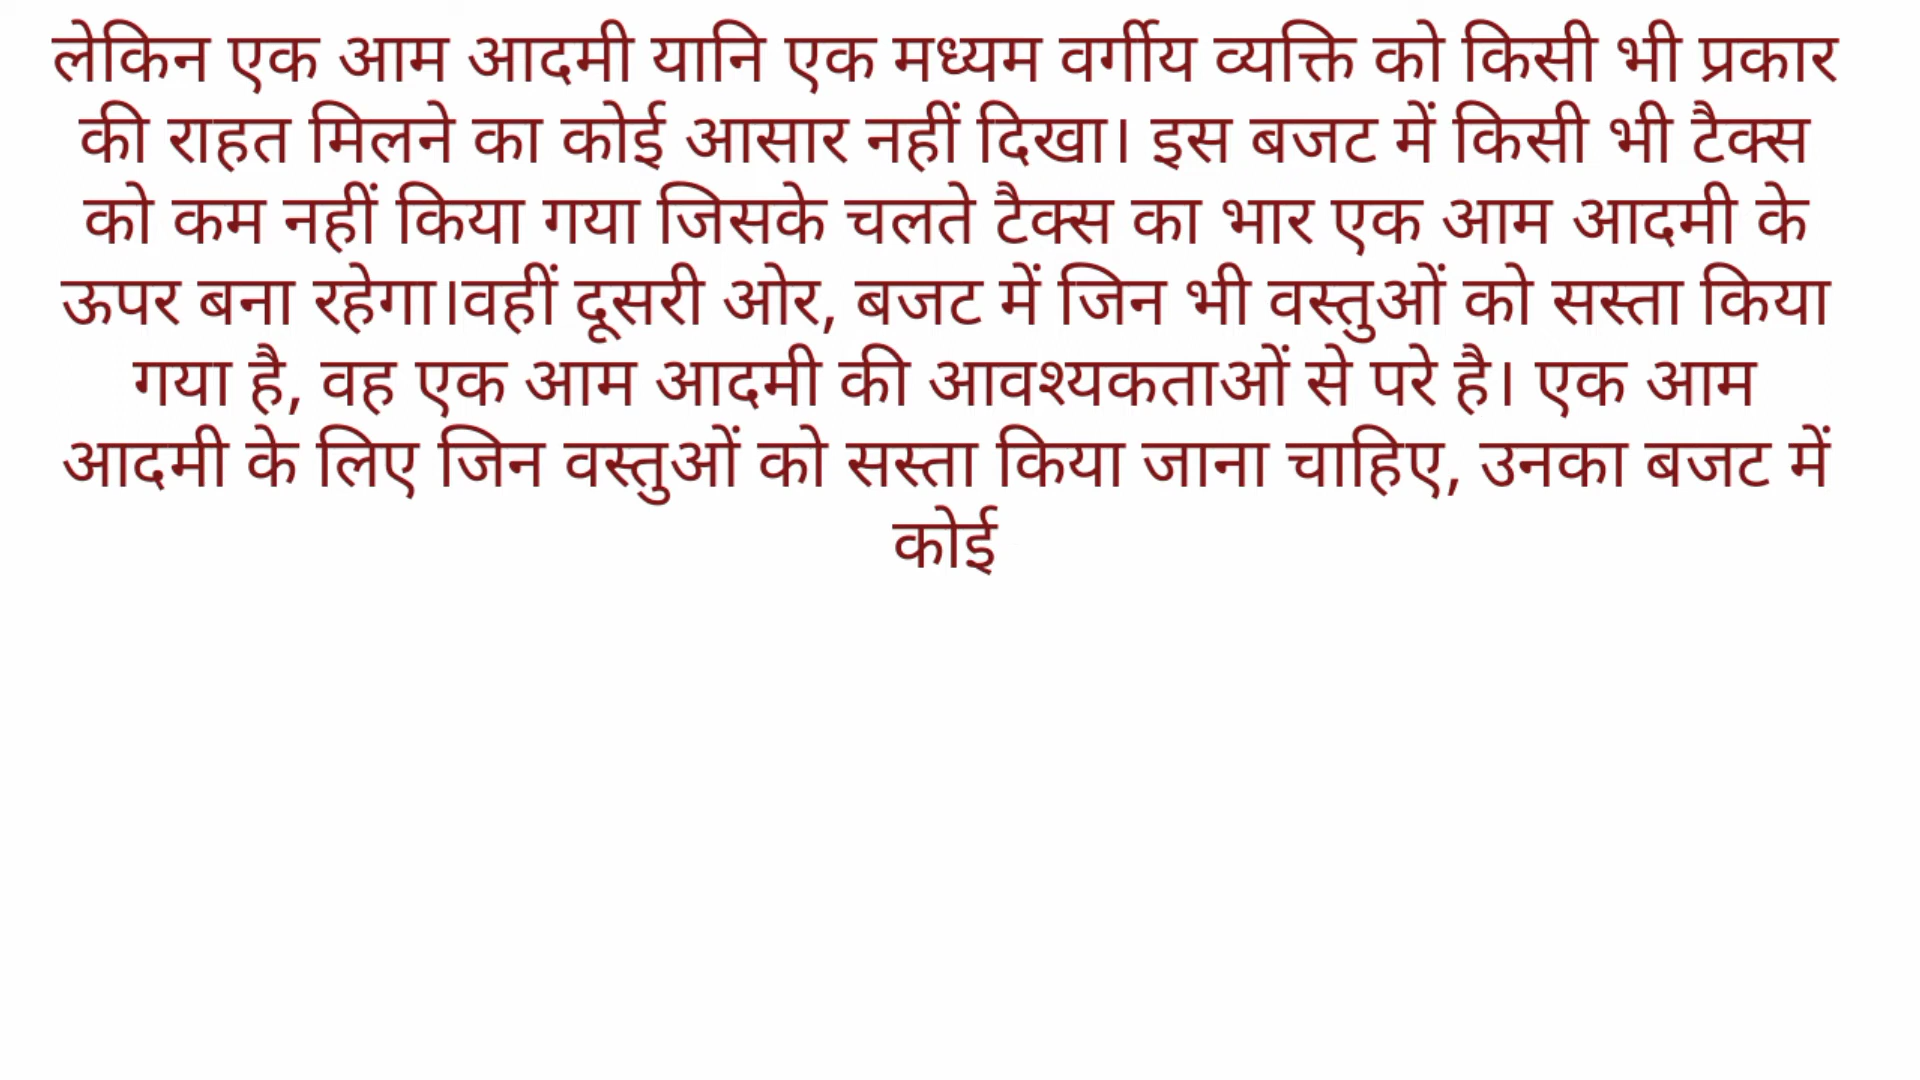 लेकिन एक आम आदमी यानि एक मध्यम वर्गीय व्यक्ति को किसी भी प्रकार
की राहत मिलने का कोई आसार नहीं दिखा। इस बजट में किसी भी टैक्स
को कम नहीं किया गया जिसके चलते टैक्स का भार एक आम आदमी के
ऊपर बना रहेगा।वहीं दूसरी ओर, बजट में जिन भी वस्तुओं को सस्ता किया
गया है, वह एक आम आदमी की आवश्यकताओं से परे है। एक आम
आदमी के लिए जिन वस्तुओं को सस्ता किया जाना चाहिए, उनका बजट में
कोई